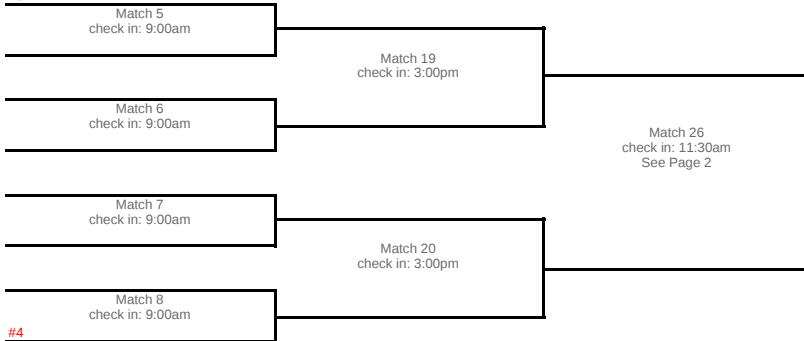 Match 5
check in: 9:00am
Match 19
check in: 3:00pm
Match 6
check in: 9:00am
Match 26
check in: 11:30am
See Page 2
Match 7
check in: 9:00am
Match 20
check in: 3:00pm
Match 8
check in: 9:00am
#4